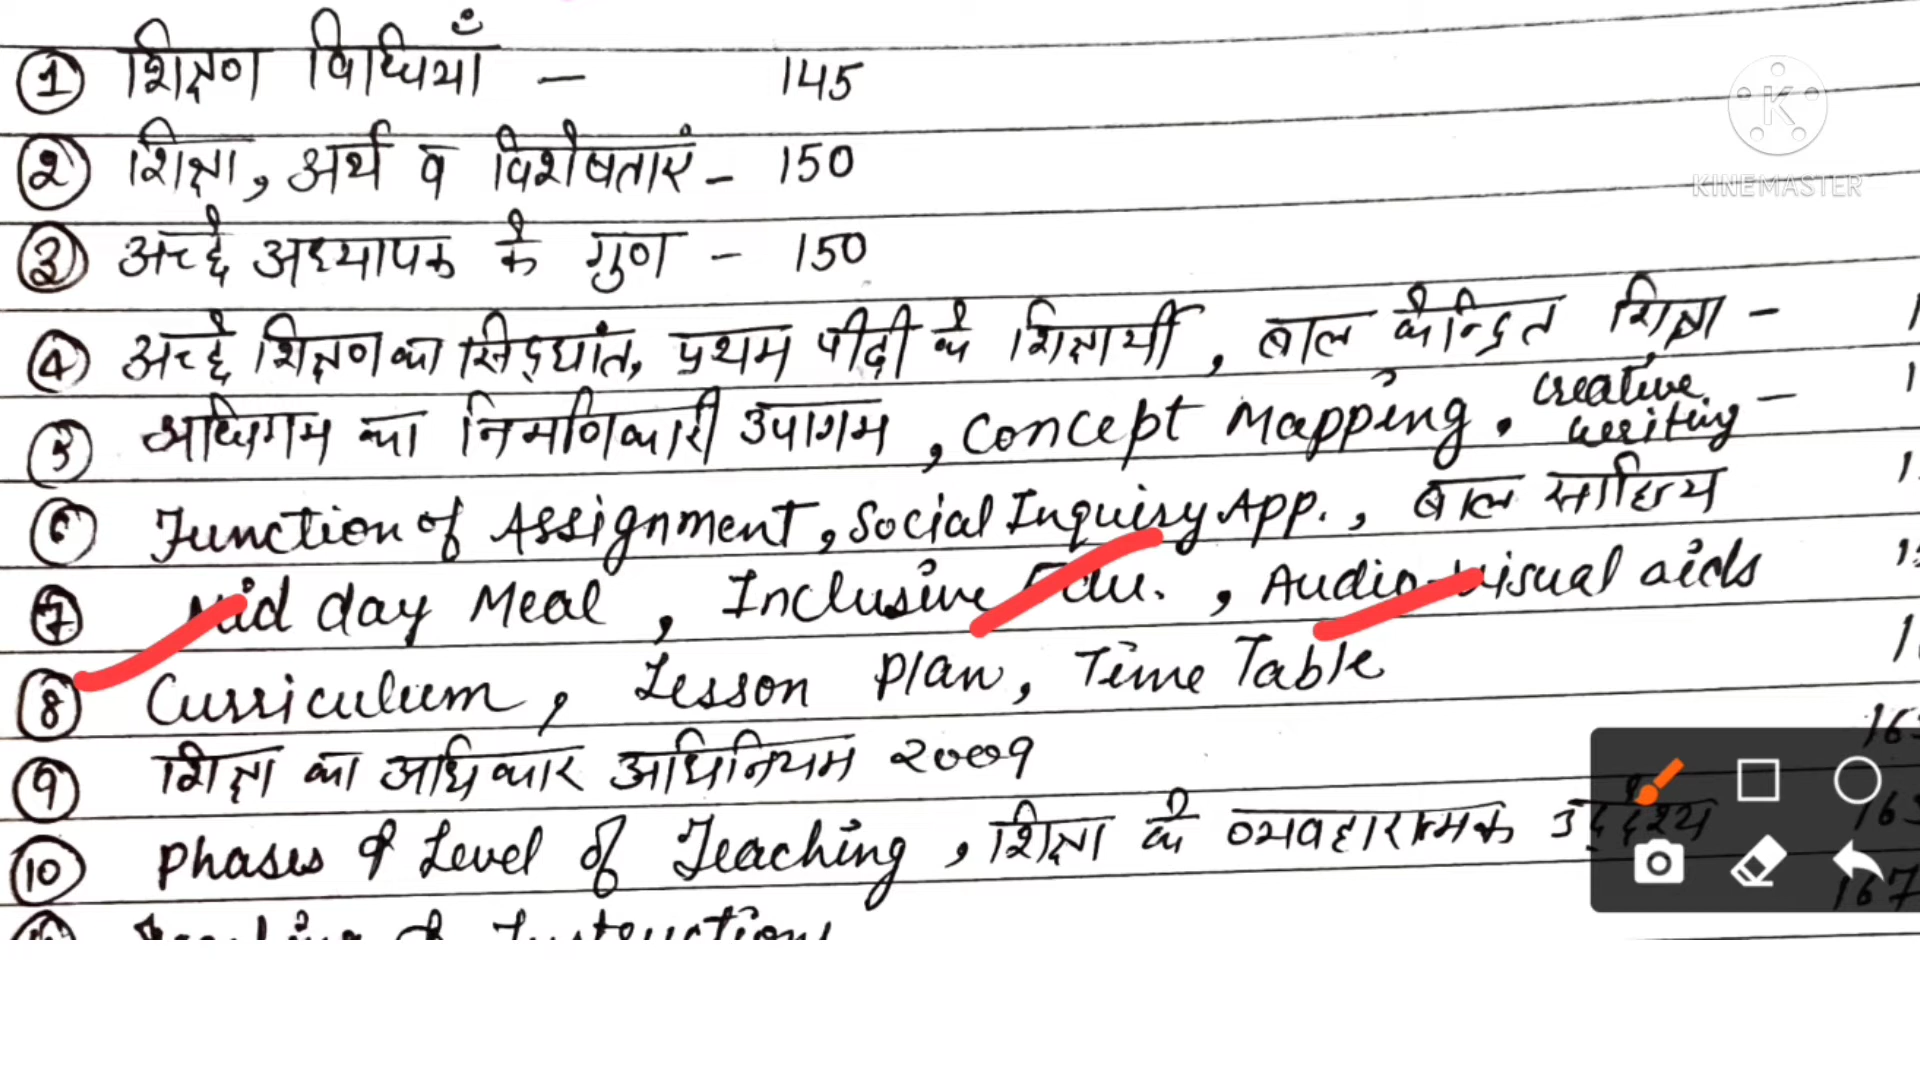 ① शिक्षण विधियाँ - 145
② शिक्षा, अर्थ व विशेषताएं - 150
③ अच्छे अध्यापक के गुण - 150
④ अच्छे शिक्षण का सिद्धांत, प्रथम पीढी के शिक्षार्थी, बाल केन्द्रित शिक्षा -
⑤ अधिगम का निर्माणकारी उपागम, Concept Mapping, creative writing -
⑥ Function of Assignment, Social Inquiry App., बाल साहित्य
⑦ Mid day Meal, Inclusive Edu., Audio-visual aids
⑧ Curriculum, Lesson Plan, Time Table
⑨ शिक्षा का अधिकार अधिनियम २००९
⑩ Phases & Level of Teaching, शिक्षा के व्यवहारात्मक उद्देश्य 167
KINEMASTER